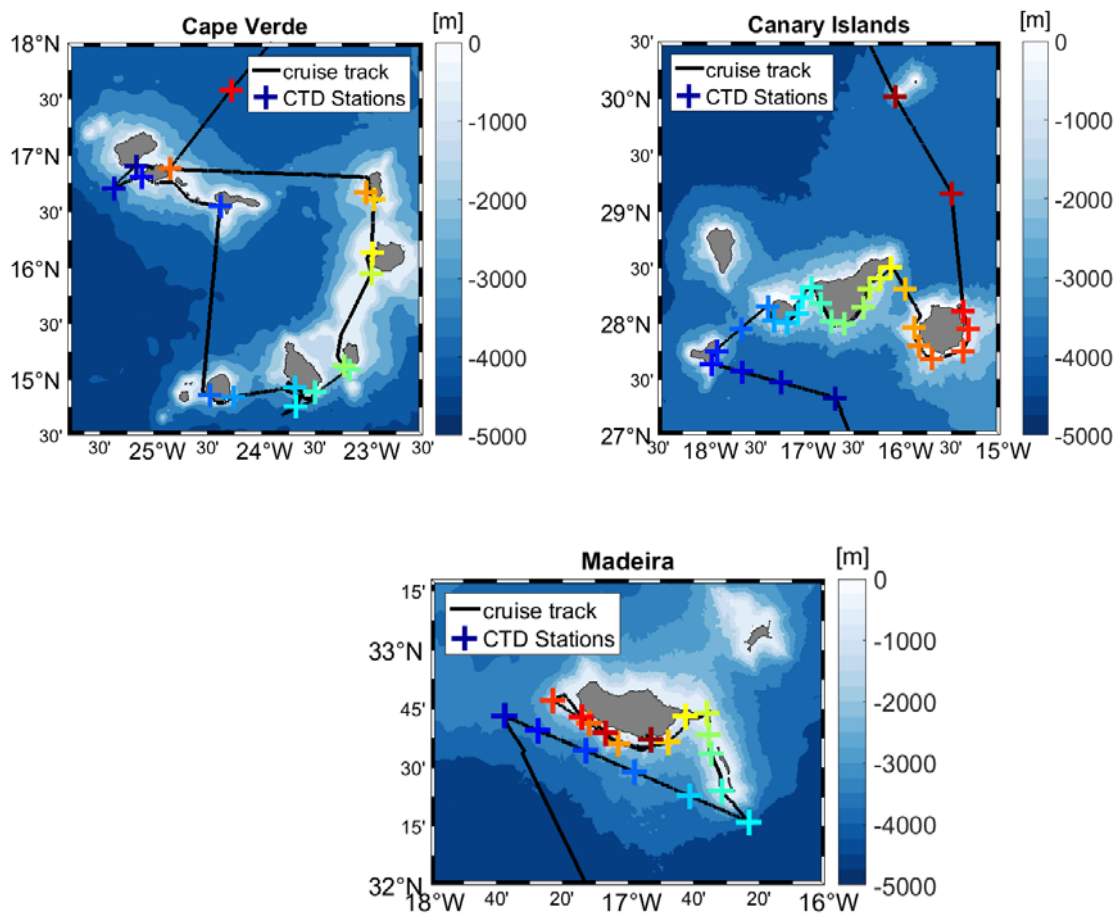 Cape Verde
[m]
18°N
30'
17°N
30'
16°N
30'
15°N
30'
cruise track
CTD Stations
0
-1000
-2000
-3000
-4000
-5000
30'
25°W
30'
24°W
30'
23°W
30'
Canary Islands
[m]
30'
30°N
30'
29°N
30'
28°N
30'
27°N
cruise track
CTD Stations
0
-1000
-2000
-3000
-4000
-5000
30'
18°W
30'
17°W
30'
16°W
30'
15°W
Madeira
[m]
15'
33°N
45'
30'
15'
32°N
cruise track
CTD Stations
0
-1000
-2000
-3000
-4000
-5000
18°W
40'
20'
17°W
40'
20'
16°W